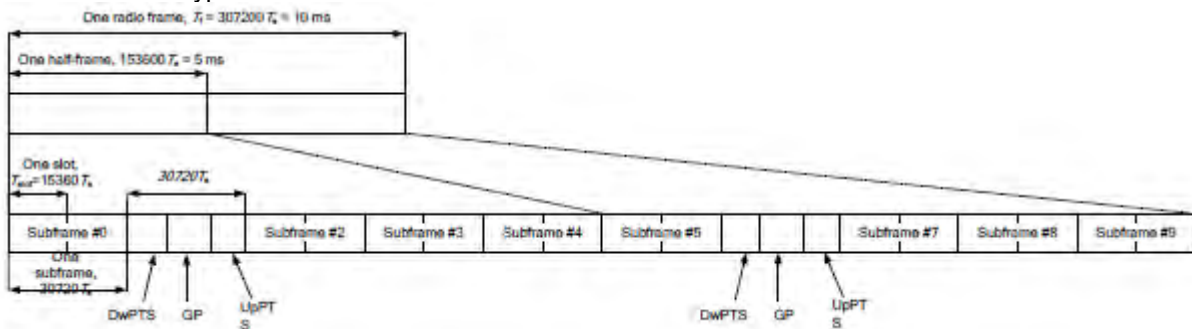 One radio frame, Tf = 307200 Ts = 10 ms
One half-frame, 153600 Ts = 5 ms
One slot,
Tslot=15360 Ts
30720Ts
Subframe #0
Subframe #2
Subframe #3
Subframe #4
Subframe #5
Subframe #7
Subframe #8
Subframe #9
One
subframe,
30720Ts
DwPTS
GP
UpPT
S
DwPTS
GP
UpPT
S